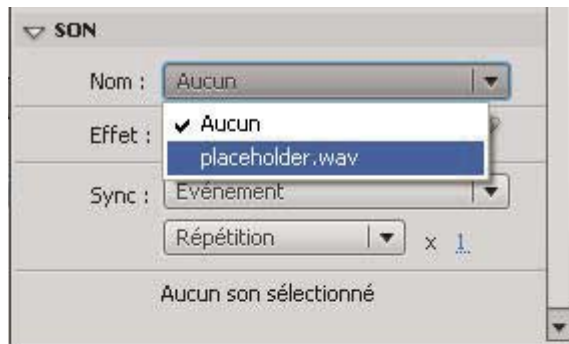 SON
Nom : Aucun
Aucun
Effet :
placeholder.wav
Sync : Evénement
Répétition x 1
Aucun son sélectionné